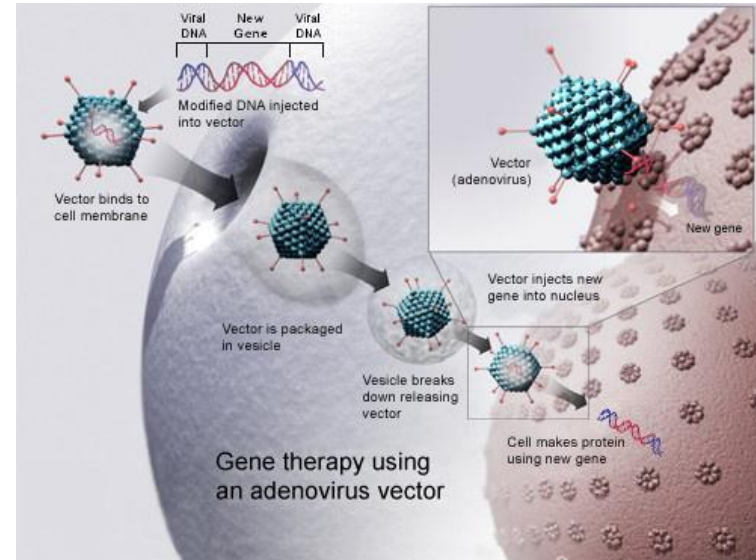 Viral
DNA
New
Gene
Viral
DNA
Modified DNA injected
into vector
Vector binds to
cell membrane
Vector is packaged
in vesicle
Vesicle breaks
down releasing
vector
Vector
(adenovirus)
New gene
Vector injects new
gene into nucleus
Cell makes protein
using new gene
Gene therapy using
an adenovirus vector